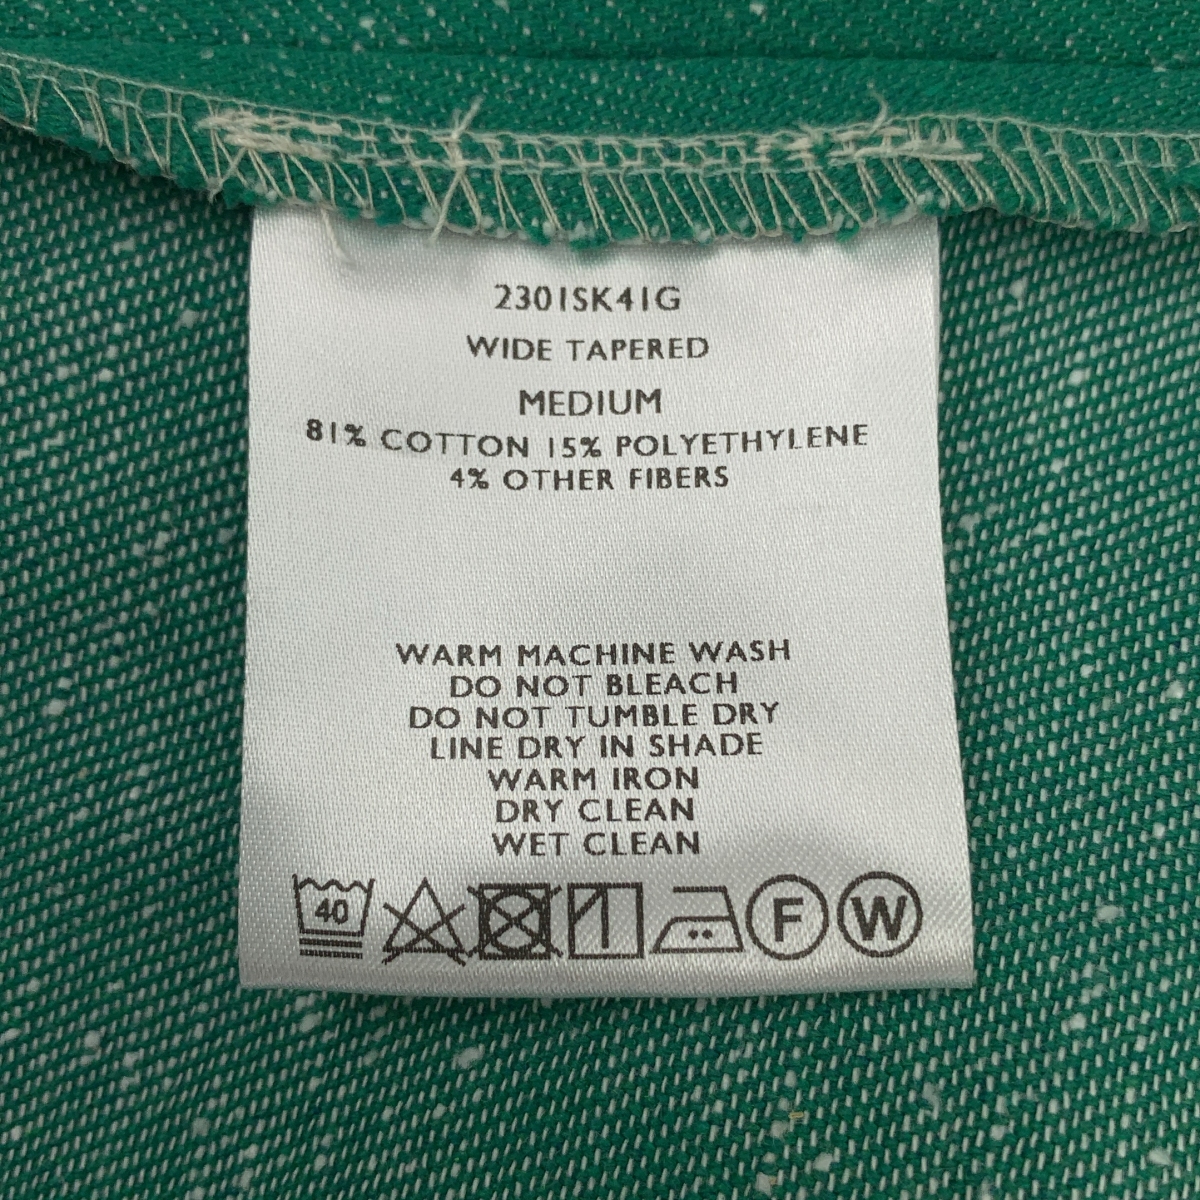 2301SK41G
WIDE TAPERED
MEDIUM
81% COTTON 15% POLYETHYLENE
4% OTHER FIBERS
WARM MACHINE WASH
DO NOT BLEACH
DO NOT TUMBLE DRY
LINE DRY IN SHADE
WARM IRON
DRY CLEAN
WET CLEAN
40 F W